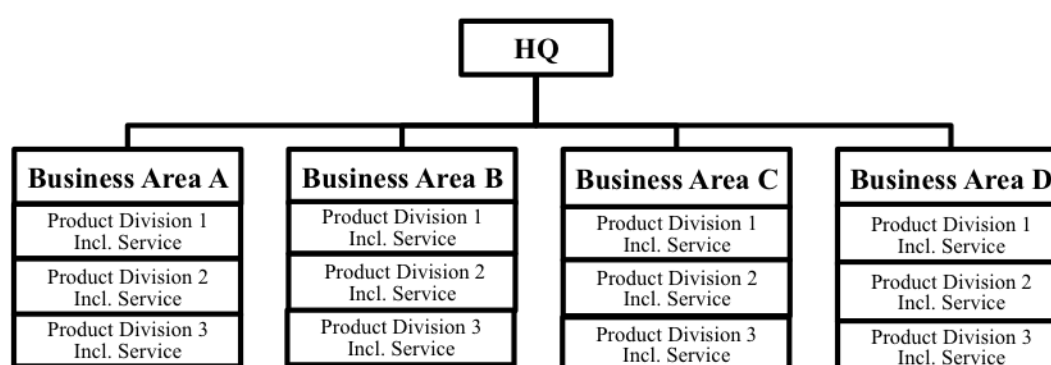 HQ
Business Area A
Product Division 1
Incl. Service
Product Division 2
Incl. Service
Product Division 3
Incl. Service
Business Area B
Product Division 1
Incl. Service
Product Division 2
Incl. Service
Product Division 3
Incl. Service
Business Area C
Product Division 1
Incl. Service
Product Division 2
Incl. Service
Product Division 3
Incl. Service
Business Area D
Product Division 1
Incl. Service
Product Division 2
Incl. Service
Product Division 3
Incl. Service